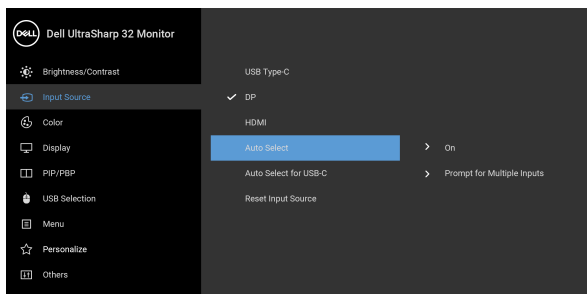 DELL Dell UltraSharp 32 Monitor
Brightness/Contrast USB Type-C
Input Source DP
Color HDMI
Display Auto Select On
PIP/PBP Auto Select for USB-C Prompt for Multiple Inputs
USB Selection Reset Input Source
Menu
Personalize
Others